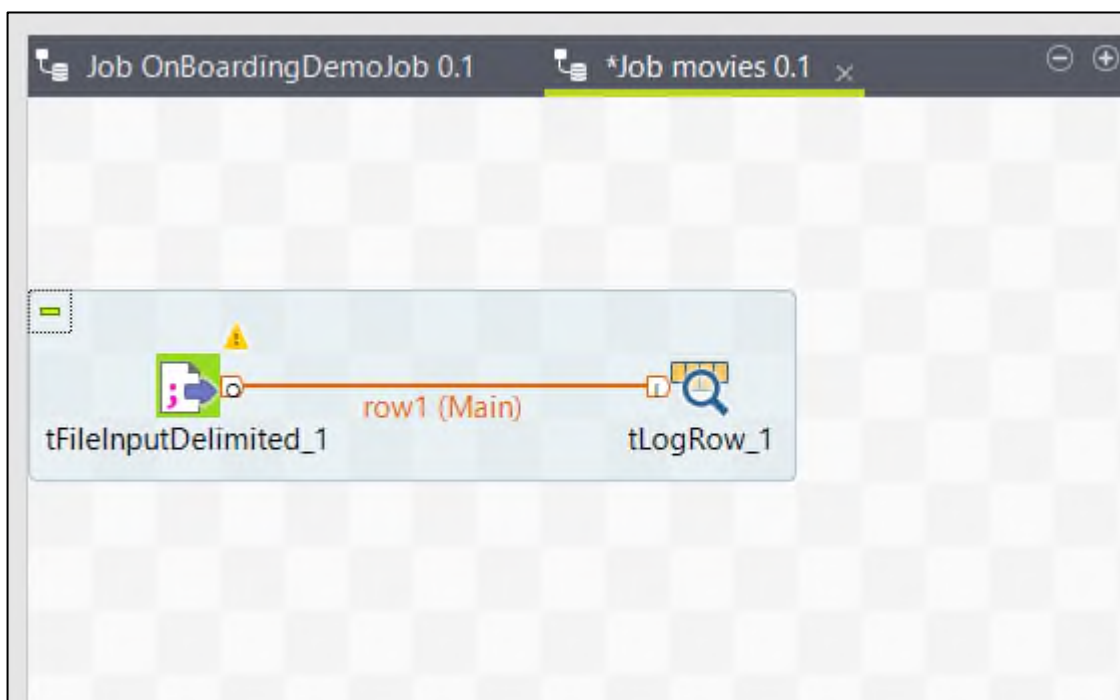 Job OnBoardingDemoJob 0.1
*Job movies 0.1
row1 (Main)
tFileInputDelimited_1
tLogRow_1